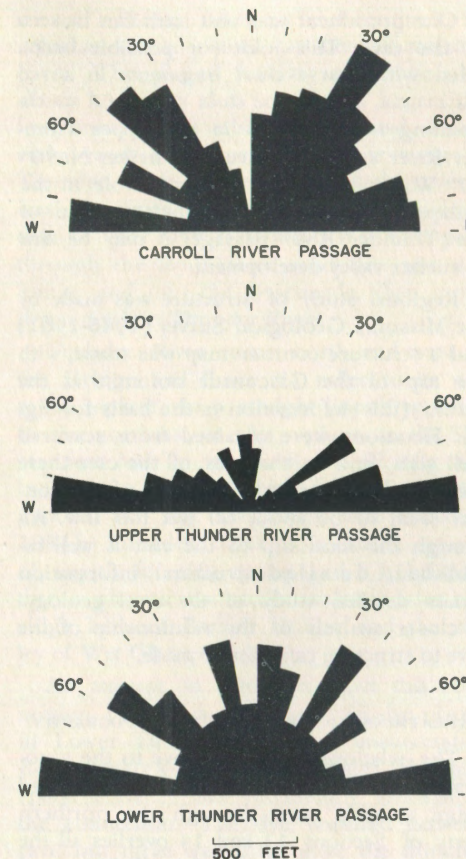 N
30° 30°
60° 60°
W
CARROLL RIVER PASSAGE
N
30° 30°
60° 60°
W
UPPER THUNDER RIVER PASSAGE
N
30° 30°
60° 60°
W
LOWER THUNDER RIVER PASSAGE
500 FEET